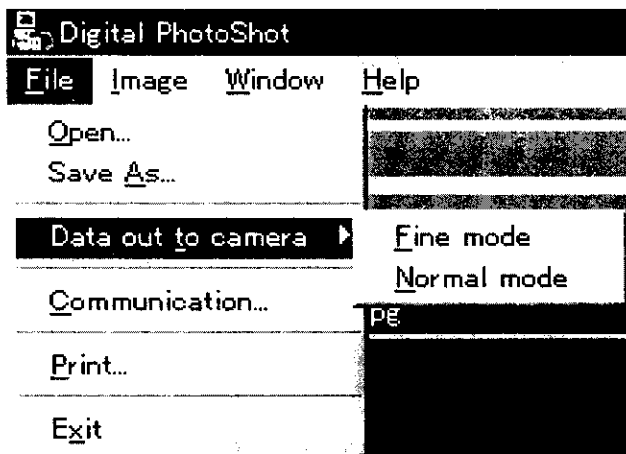 Digital PhotoShot
File Image Window Help
Open...
Save As...
Data out to camera
Fine mode
Normal mode
Communication...
pg
Print...
Exit